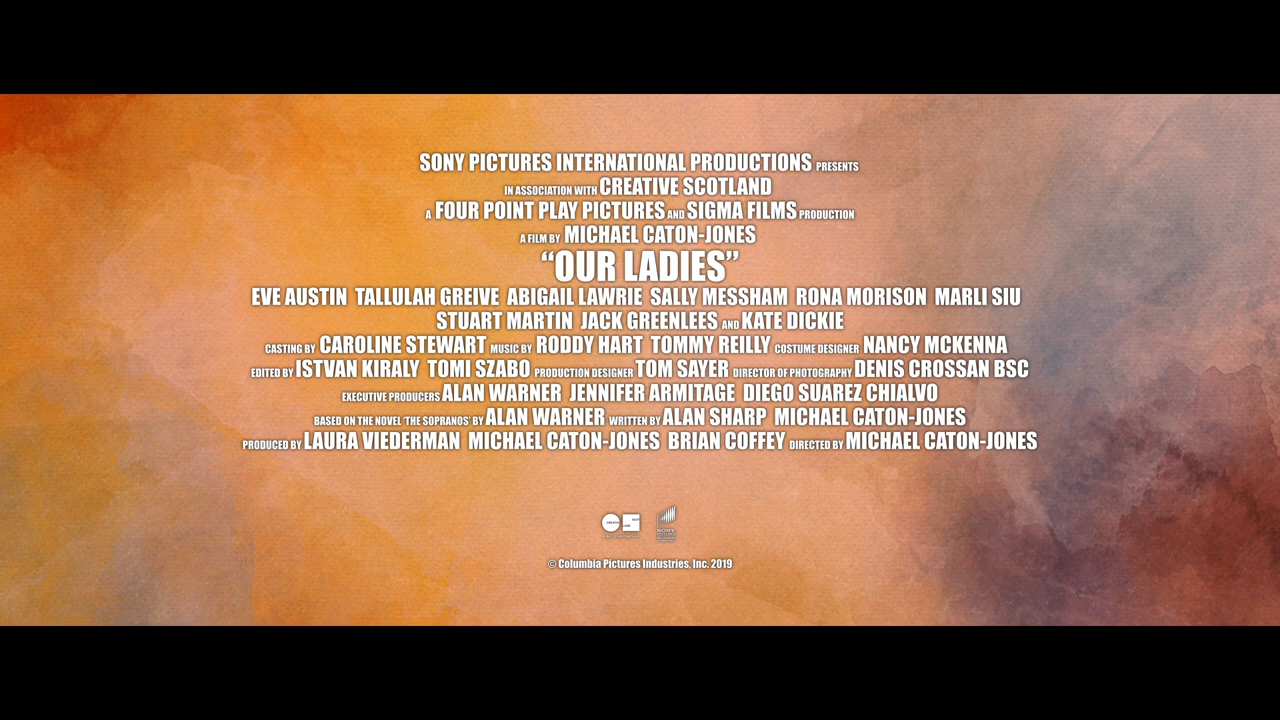 SONY PICTURES INTERNATIONAL PRODUCTIONS PRESENTS
IN ASSOCIATION WITH CREATIVE SCOTLAND
A FOUR POINT PLAY PICTURES AND SIGMA FILMS PRODUCTION
A FILM BY MICHAEL CATON-JONES
“OUR LADIES”
EVE AUSTIN TALLULAH GREIVE ABIGAIL LAWRIE SALLY MESSHAM RONA MORISON MARLI SIU
STUART MARTIN JACK GREENLEES AND KATE DICKIE
CASTING BY CAROLINE STEWART MUSIC BY RODDY HART TOMMY REILLY COSTUME DESIGNER NANCY MCKENNA
EDITED BY ISTVAN KIRALY TOMI SZABO PRODUCTION DESIGNER TOM SAYER DIRECTOR OF PHOTOGRAPHY DENIS CROSSAN BSC
EXECUTIVE PRODUCERS ALAN WARNER JENNIFER ARMITAGE DIEGO SUAREZ CHIALVO
BASED ON THE NOVEL 'THE SOPRANOS' BY ALAN WARNER WRITTEN BY ALAN SHARP MICHAEL CATON-JONES
PRODUCED BY LAURA VIEDERMAN MICHAEL CATON-JONES BRIAN COFFEY DIRECTED BY MICHAEL CATON-JONES
SONY
© Columbia Pictures Industries, Inc. 2019